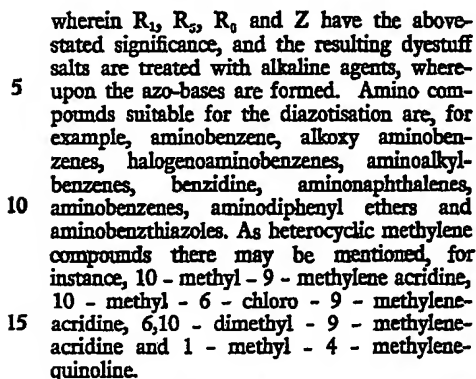 wherein R₁, R₅, R₆ and Z have the above-
stated significance, and the resulting dyestuff
salts are treated with alkaline agents, where-
5 upon the azo-bases are formed. Amino com-
pounds suitable for the diazotisation are, for
example, aminobenzene, alkoxy aminoben-
zenes, halogenoaminobenzenes, aminoalkyl-
benzenes, benzidine, aminonaphthalenes,
10 aminobenzenes, aminodiphenyl ethers and
aminobenzthiazoles. As heterocyclic methylene
compounds there may be mentioned, for
instance, 10 - methyl - 9 - methylene acridine,
10 - methyl - 6 - chloro - 9 - methylene-
15 acridine, 6,10 - dimethyl - 9 - methylene-
acridine and 1 - methyl - 4 - methylene-
quinoline.